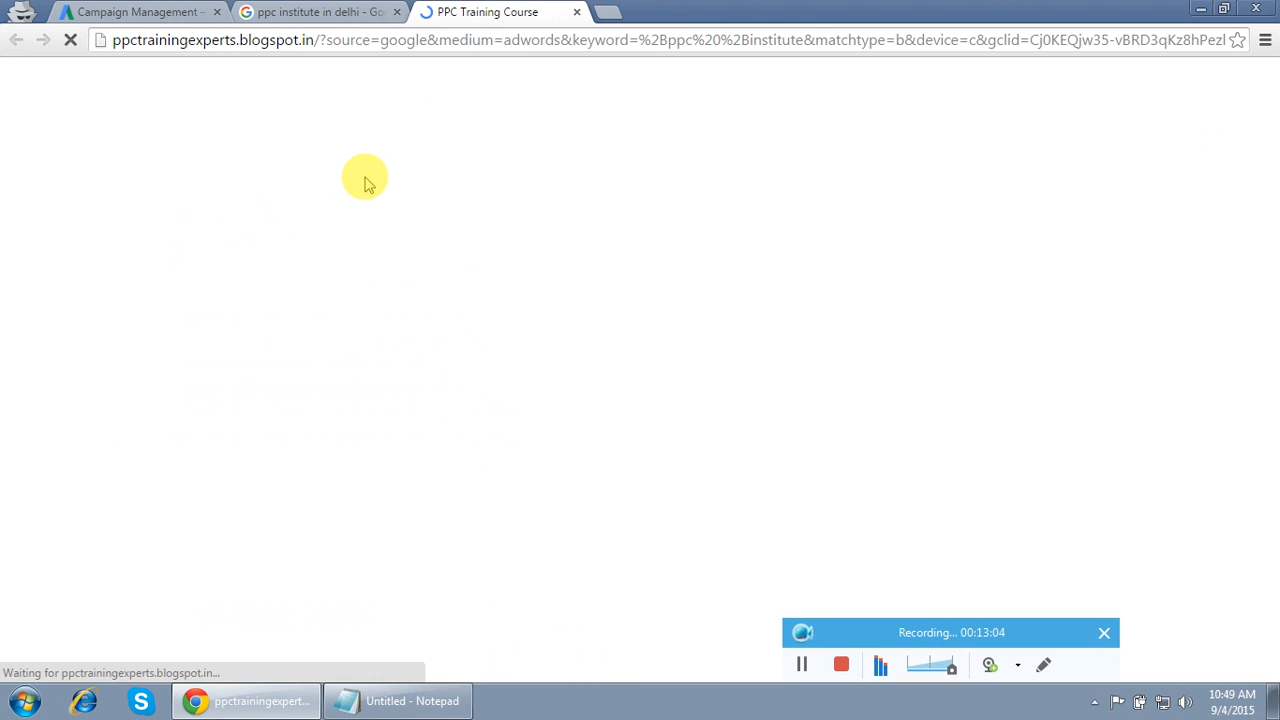 Campaign Management –
ppc institute in delhi - Go
PPC Training Course
ppctrainingexperts.blogspot.in/?source=google&medium=adwords&keyword=%2Bppc%20%2Binstitute&matchtype=b&device=c&gclid=Cj0KEQjw35-vBRD3qKz8hPezl
Recording... 00:13:04
Waiting for ppctrainingexperts.blogspot.in...
ppctrainingexpert...
Untitled - Notepad
10:49 AM
9/4/2015